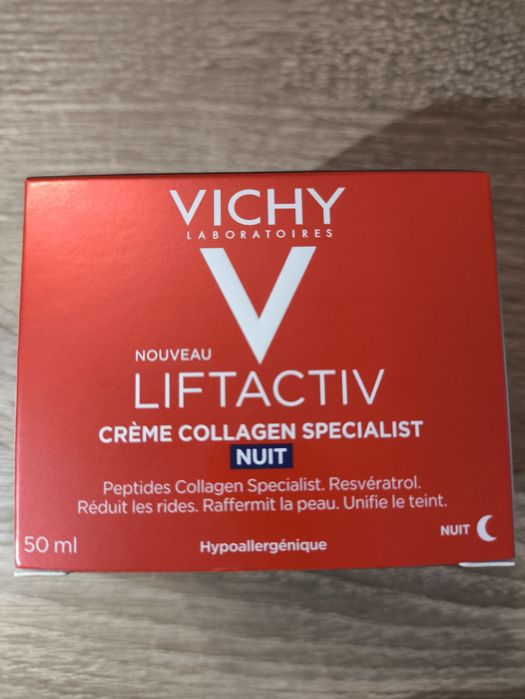 VICHY
LABORATOIRES
V
NOUVEAU
LIFTACTIV
CRÈME COLLAGEN SPECIALIST
NUIT
Peptides Collagen Specialist. Resvératrol.
Réduit les rides. Raffermit la peau. Unifie le teint.
NUIT
50 ml
Hypoallergénique